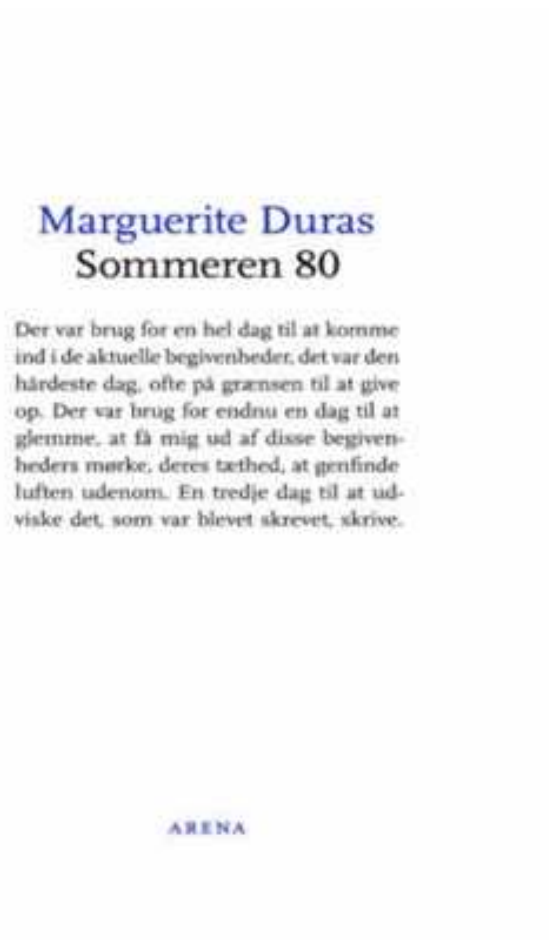 Marguerite Duras
Sommeren 80
Der var brug for en hel dag til at komme
ind i de aktuelle begivenheder, det var den
hårdeste dag, ofte på grænsen til at give
op. Der var brug for endnu en dag til at
glemme, at få mig ud af disse begiven-
heders mørke, deres tæthed, at genfinde
luften udenom. En tredje dag til at ud-
viske det, som var blevet skrevet, skrive.
ARENA